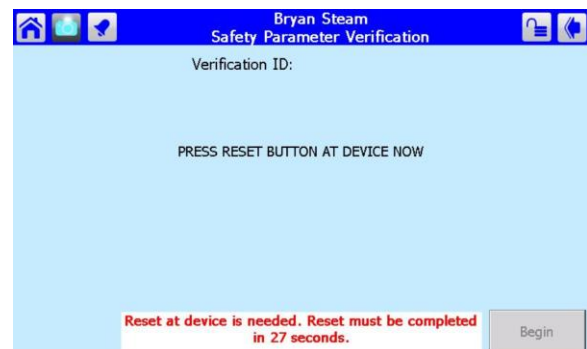 Bryan Steam
Safety Parameter Verification
Verification ID:
PRESS RESET BUTTON AT DEVICE NOW
Reset at device is needed. Reset must be completed
in 27 seconds.
Begin